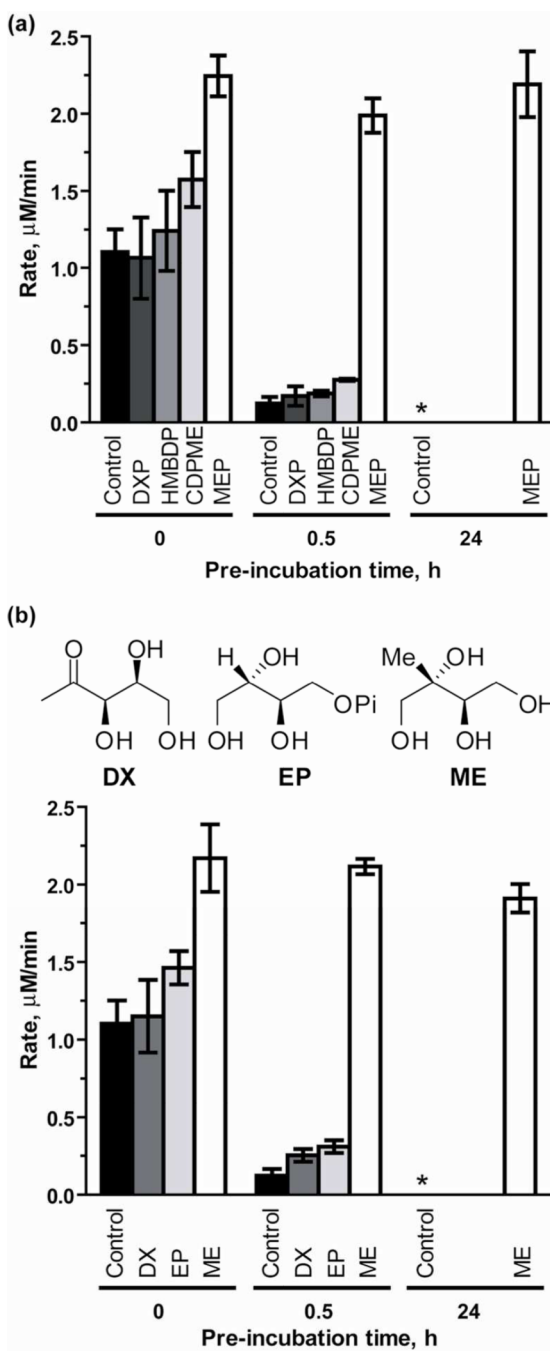 (a)
2.5
2.0
1.5
1.0
0.5
0.0
Rate, μM/min
*
Control
DXP
HMBDP
CDPME
MEP
Control
DXP
HMBDP
CDPME
MEP
Control
MEP
0
0.5
24
Pre-incubation time, h
(b)
O
OH
OH
OH
DX
H
OH
OPi
OH
OH
EP
Me
OH
OH
OH
OH
ME
2.5
2.0
1.5
1.0
0.5
0.0
Rate, μM/min
*
Control
DX
EP
ME
Control
DX
EP
ME
Control
ME
0
0.5
24
Pre-incubation time, h